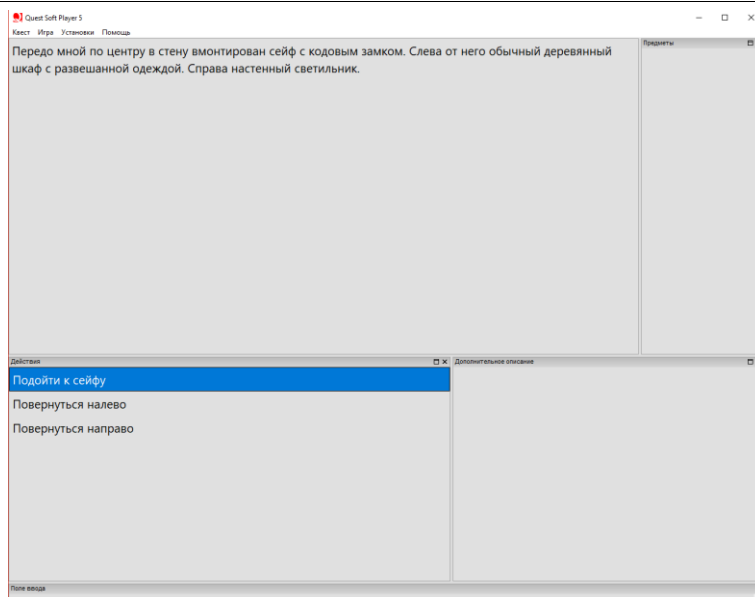 Quest Soft Player 5
Квест Игра Установки Помощь
Передо мной по центру в стену вмонтирован сейф с кодовым замком. Слева от него обычный деревянный
шкаф с развешанной одеждой. Справа настенный светильник.
Предметы
Действия
Подойти к сейфу
Повернуться налево
Повернуться направо
Дополнительное описание
Поле ввода